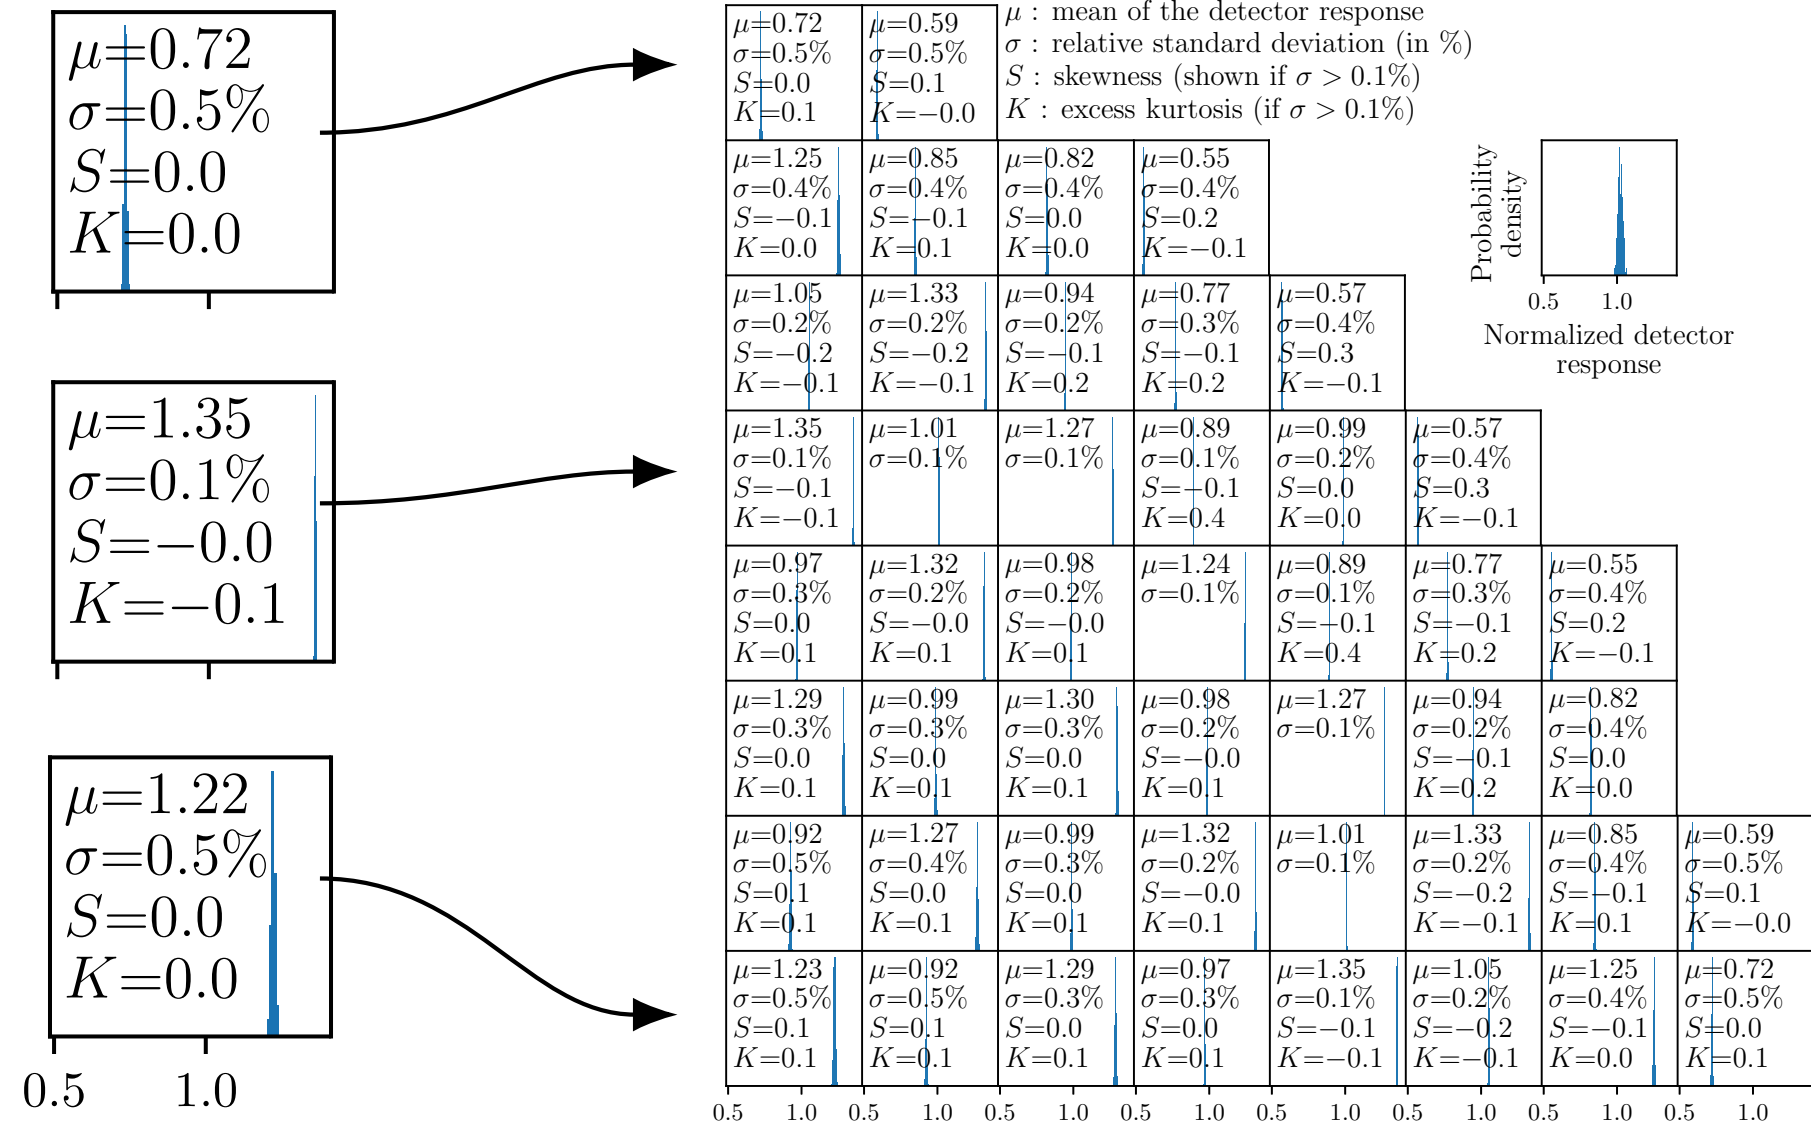 μ=0.72
σ=0.5%
S=0.0
K=0.0
μ=1.35
σ=0.1%
S=−0.0
K=−0.1
μ=1.22
σ=0.5%
S=0.0
K=0.0
0.5 1.0
μ : mean of the detector response
σ : relative standard deviation (in %)
S : skewness (shown if σ > 0.1%)
K : excess kurtosis (if σ > 0.1%)
Probability
density
0.5 1.0
Normalized detector
response
μ=0.72 μ=0.59
σ=0.5% σ=0.5%
S=0.0 S=0.1
K=0.1 K=−0.0
μ=1.25 μ=0.85 μ=0.82 μ=0.55
σ=0.4% σ=0.4% σ=0.4% σ=0.4%
S=−0.1 S=−0.1 S=0.0 S=0.2
K=0.0 K=0.1 K=0.0 K=−0.1
μ=1.05 μ=1.33 μ=0.94 μ=0.77 μ=0.57
σ=0.2% σ=0.2% σ=0.2% σ=0.3% σ=0.4%
S=−0.2 S=−0.2 S=−0.1 S=−0.1 S=0.3
K=−0.1 K=−0.1 K=0.2 K=0.2 K=−0.1
μ=1.35 μ=1.01 μ=1.27 μ=0.89 μ=0.99 μ=0.57
σ=0.1% σ=0.1% σ=0.1% σ=0.1% σ=0.2% σ=0.4%
S=−0.1 S=−0.1 S=0.0 S=0.3
K=−0.1 K=0.4 K=0.0 K=−0.1
μ=0.97 μ=1.32 μ=0.98 μ=1.24 μ=0.89 μ=0.77 μ=0.55
σ=0.3% σ=0.2% σ=0.2% σ=0.1% σ=0.1% σ=0.3% σ=0.4%
S=0.0 S=−0.0 S=−0.0 S=−0.1 S=−0.1 S=0.2
K=0.1 K=0.1 K=0.1 K=0.4 K=0.2 K=−0.1
μ=1.29 μ=0.99 μ=1.30 μ=0.98 μ=1.27 μ=0.94 μ=0.82
σ=0.3% σ=0.3% σ=0.3% σ=0.2% σ=0.1% σ=0.2% σ=0.4%
S=0.0 S=0.0 S=0.0 S=−0.0 S=−0.1 S=0.0
K=0.1 K=0.1 K=0.1 K=0.1 K=0.2 K=0.0
μ=0.92 μ=1.27 μ=0.99 μ=1.32 μ=1.01 μ=1.33 μ=0.85 μ=0.59
σ=0.5% σ=0.4% σ=0.3% σ=0.2% σ=0.1% σ=0.2% σ=0.4% σ=0.5%
S=0.1 S=0.0 S=0.0 S=−0.0 S=−0.2 S=−0.1 S=0.1
K=0.1 K=0.1 K=0.1 K=0.1 K=−0.1 K=0.1 K=−0.0
μ=1.23 μ=0.92 μ=1.29 μ=0.97 μ=1.35 μ=1.05 μ=1.25 μ=0.72
σ=0.5% σ=0.5% σ=0.3% σ=0.3% σ=0.1% σ=0.2% σ=0.4% σ=0.5%
S=0.1 S=0.1 S=0.0 S=0.0 S=−0.1 S=−0.2 S=−0.1 S=0.0
K=0.1 K=0.1 K=0.1 K=0.1 K=−0.1 K=−0.1 K=0.0 K=0.1
0.5 1.0 0.5 1.0 0.5 1.0 0.5 1.0 0.5 1.0 0.5 1.0 0.5 1.0 0.5 1.0